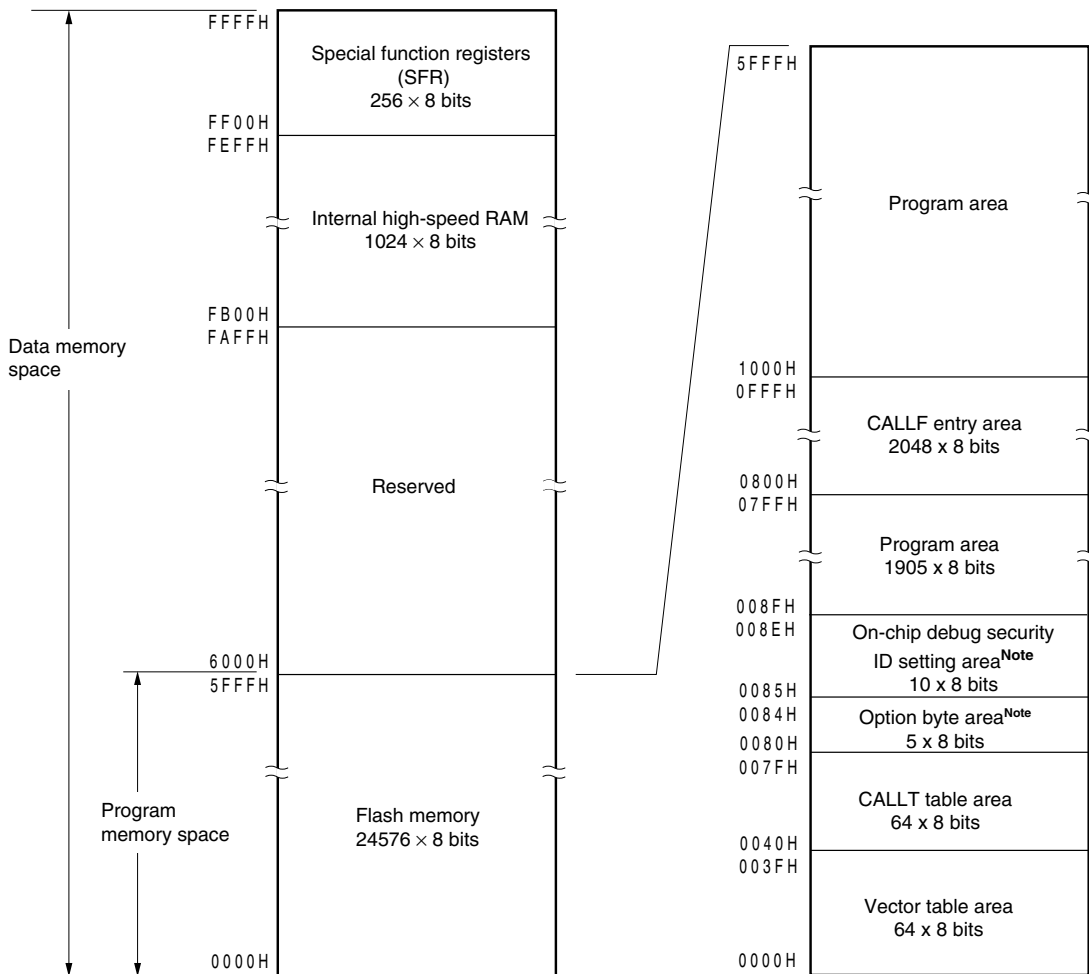 FFFFH
Special function registers
(SFR)
256 × 8 bits
FF00H
FEFFH
Internal high-speed RAM
1024 × 8 bits
FB00H
FAFFH
Data memory
space
Reserved
6000H
5FFFH
Program
memory space
Flash memory
24576 × 8 bits
0000H
5FFFH
Program area
1000H
0FFFH
CALLF entry area
2048 x 8 bits
0800H
07FFH
Program area
1905 x 8 bits
008FH
008EH
On-chip debug security
ID setting areaNote
10 x 8 bits
0085H
0084H
Option byte areaNote
5 x 8 bits
0080H
007FH
CALLT table area
64 x 8 bits
0040H
003FH
Vector table area
64 x 8 bits
0000H